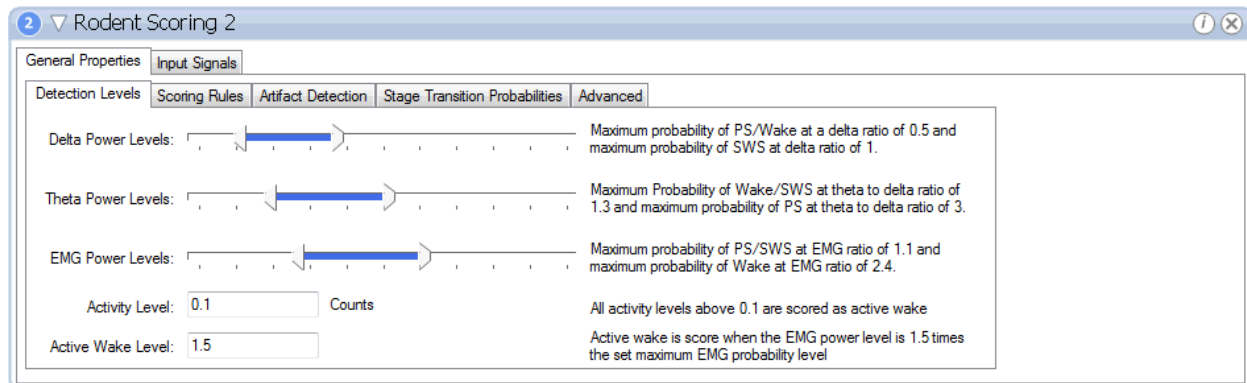 2 Rodent Scoring 2 i
General Properties Input Signals
Detection Levels Scoring Rules Artifact Detection Stage Transition Probabilities Advanced
Delta Power Levels: Maximum probability of PS/Wake at a delta ratio of 0.5 and
maximum probability of SWS at delta ratio of 1.
Theta Power Levels: Maximum Probability of Wake/SWS at theta to delta ratio of
1.3 and maximum probability of PS at theta to delta ratio of 3.
EMG Power Levels: Maximum probability of PS/SWS at EMG ratio of 1.1 and
maximum probability of Wake at EMG ratio of 2.4.
Activity Level: 0.1 Counts All activity levels above 0.1 are scored as active wake
Active Wake Level: 1.5 Active wake is score when the EMG power level is 1.5 times
the set maximum EMG probability level